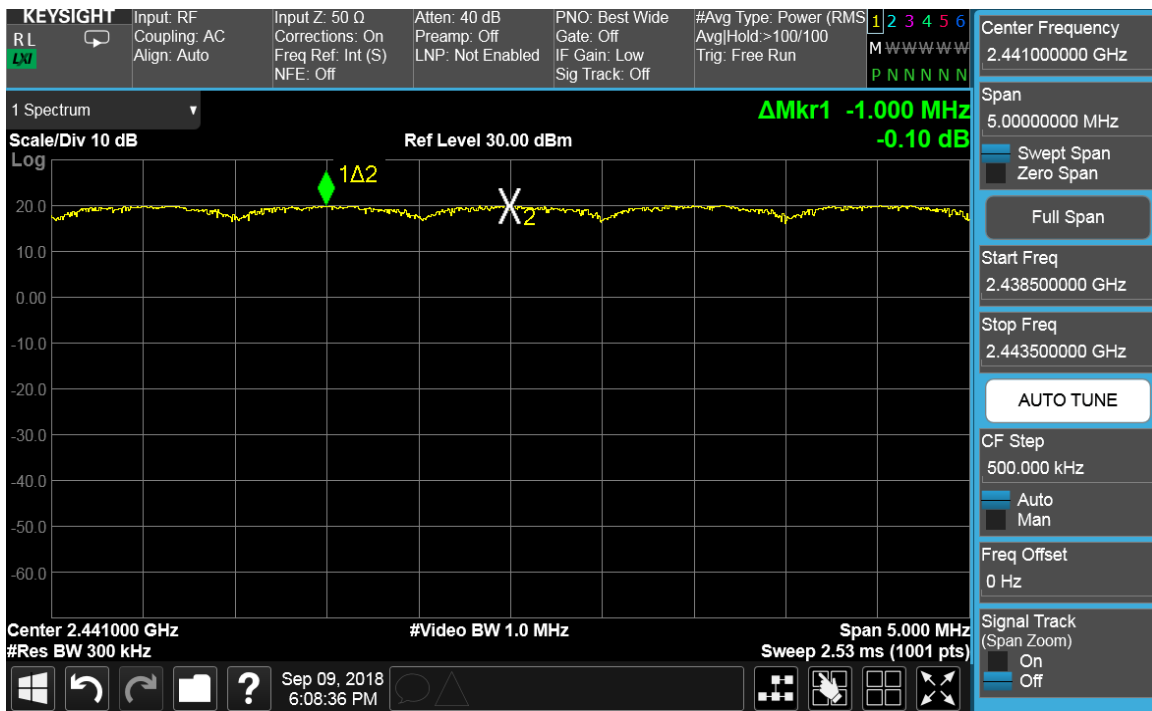 KEYSIGHT
R L
LXI
Input: RF
Coupling: AC
Align: Auto
Input Z: 50 Ω
Corrections: On
Freq Ref: Int (S)
NFE: Off
Atten: 40 dB
Preamp: Off
LNP: Not Enabled
PNO: Best Wide
Gate: Off
IF Gain: Low
Sig Track: Off
#Avg Type: Power (RMS
Avg|Hold:>100/100
Trig: Free Run
1 2 3 4 5 6
M W W W W W
P N N N N N
1 Spectrum
ΔMkr1 -1.000 MHz
-0.10 dB
Scale/Div 10 dB
Ref Level 30.00 dBm
Log
1Δ2
X2
20.0
10.0
0.00
-10.0
-20.0
-30.0
-40.0
-50.0
-60.0
Center 2.441000 GHz
#Video BW 1.0 MHz
Span 5.000 MHz
#Res BW 300 kHz
Sweep 2.53 ms (1001 pts)
?
Sep 09, 2018
6:08:36 PM
Center Frequency
2.441000000 GHz
Span
5.00000000 MHz
Swept Span
Zero Span
Full Span
Start Freq
2.438500000 GHz
Stop Freq
2.443500000 GHz
AUTO TUNE
CF Step
500.000 kHz
Auto
Man
Freq Offset
0 Hz
Signal Track
(Span Zoom)
On
Off